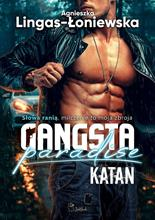 Agnieszka
Lingas-Łoniewska
Słowa ranią, milczenie to moja zbroja
GANGSTA
paradise
KATAN